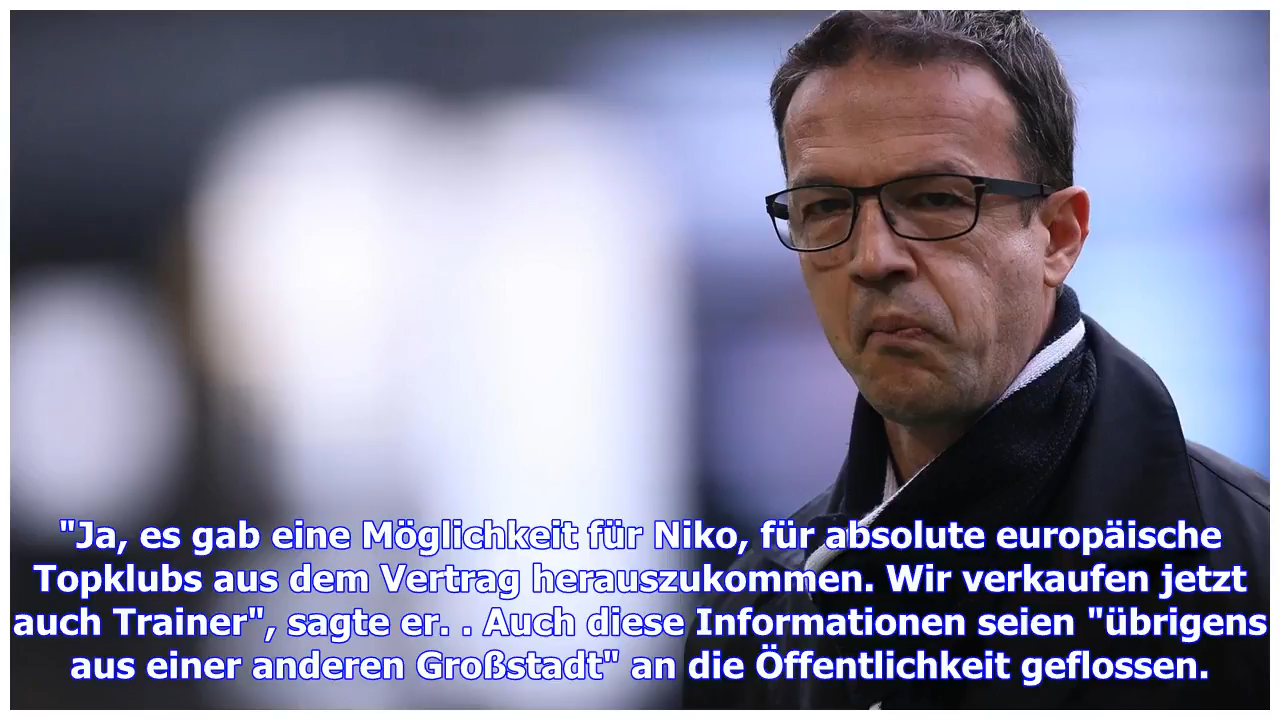 "Ja, es gab eine Möglichkeit für Niko, für absolute europäische
Topklubs aus dem Vertrag herauszukommen. Wir verkaufen jetzt
auch Trainer", sagte er. . Auch diese Informationen seien "übrigens
aus einer anderen Großstadt" an die Öffentlichkeit geflossen.